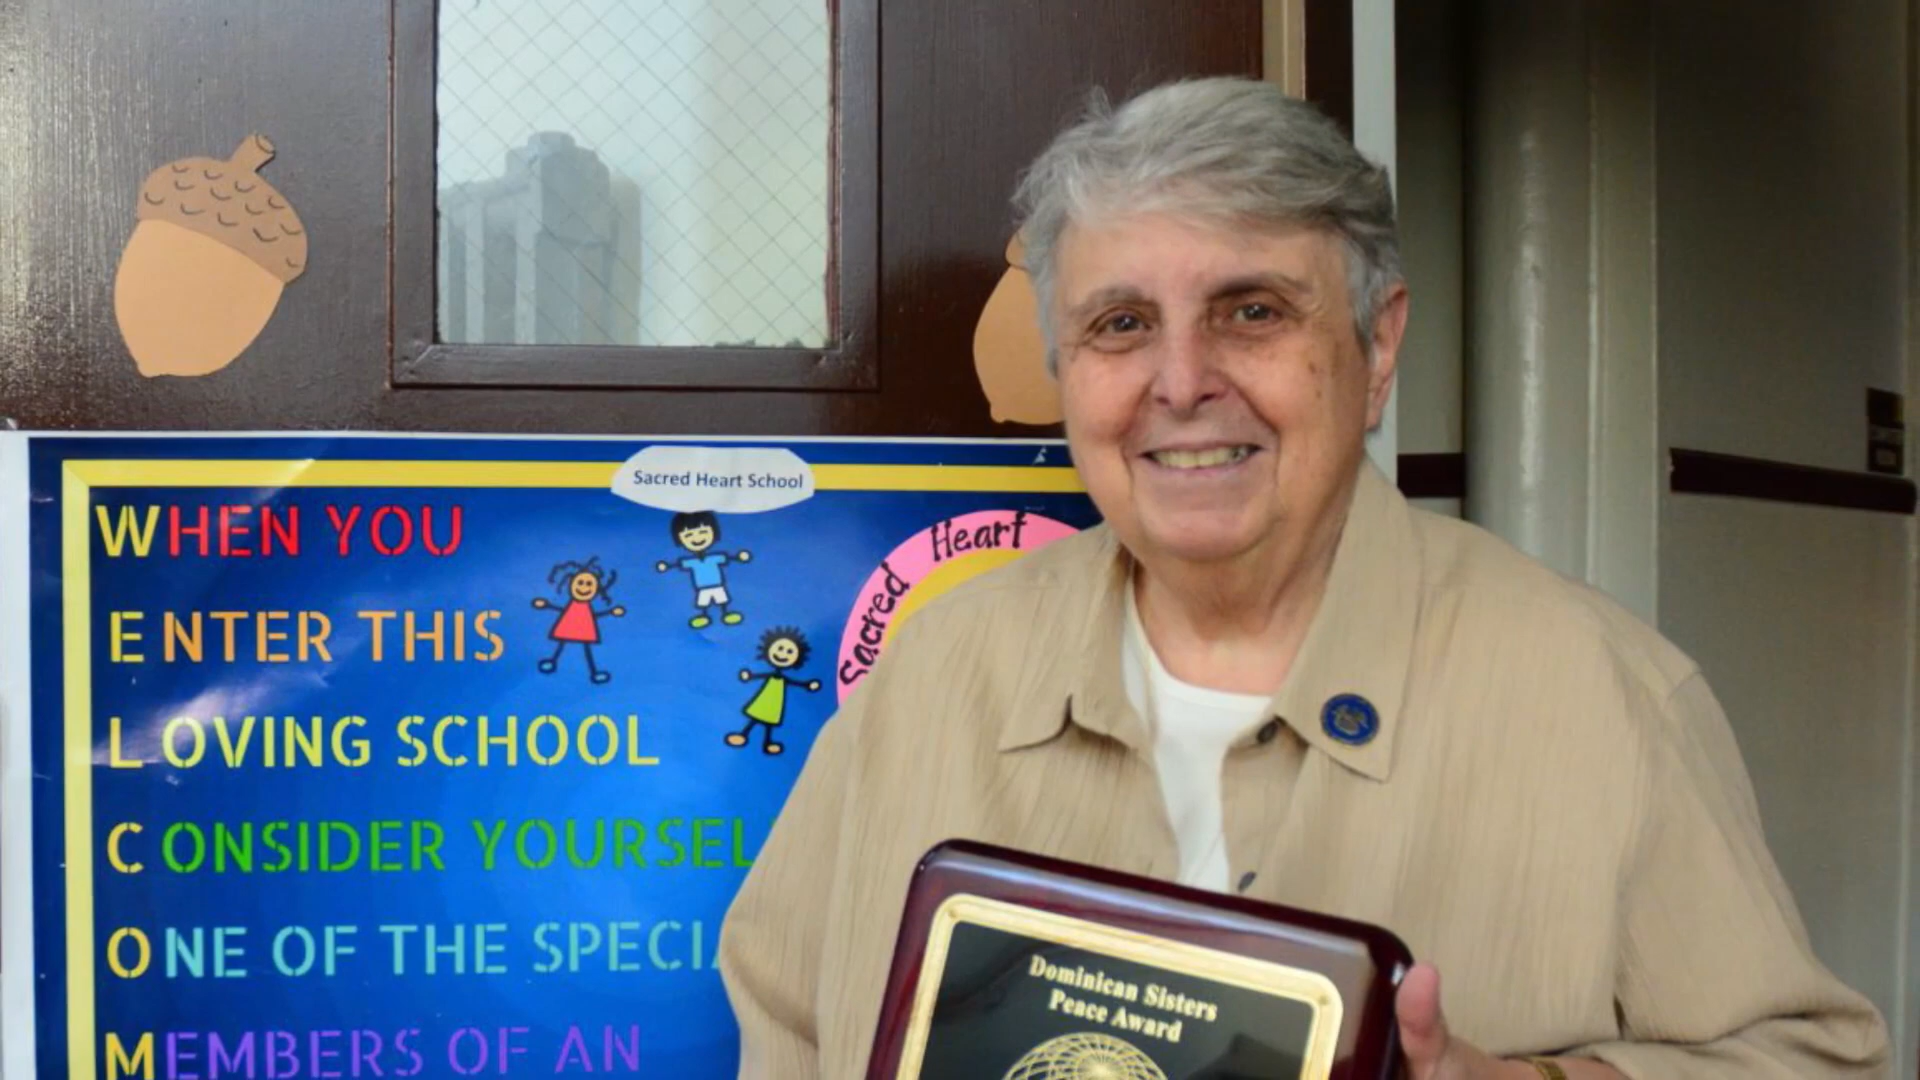 Sacred Heart School
WHEN YOU
ENTER THIS
LOVING SCHOOL
CONSIDER YOURSEL
ONE OF THE SPECIA
MEMBERS OF AN
Sacred Heart
Dominican Sisters
Peace Award